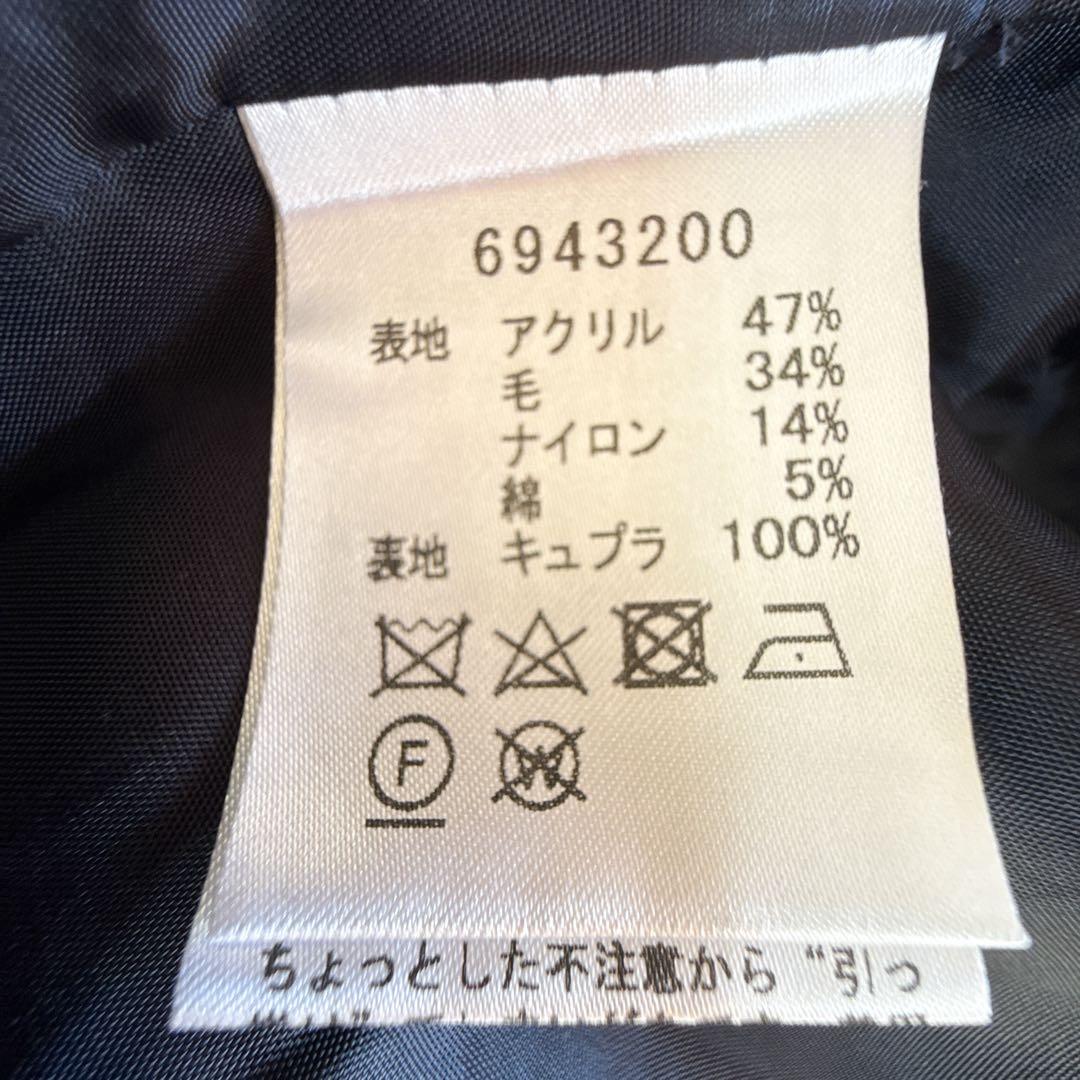 6943200
表地 アクリル 47%
毛 34%
ナイロン 14%
綿 5%
裏地 キュプラ 100%
F
W
ちょっとした不注意から“引っ